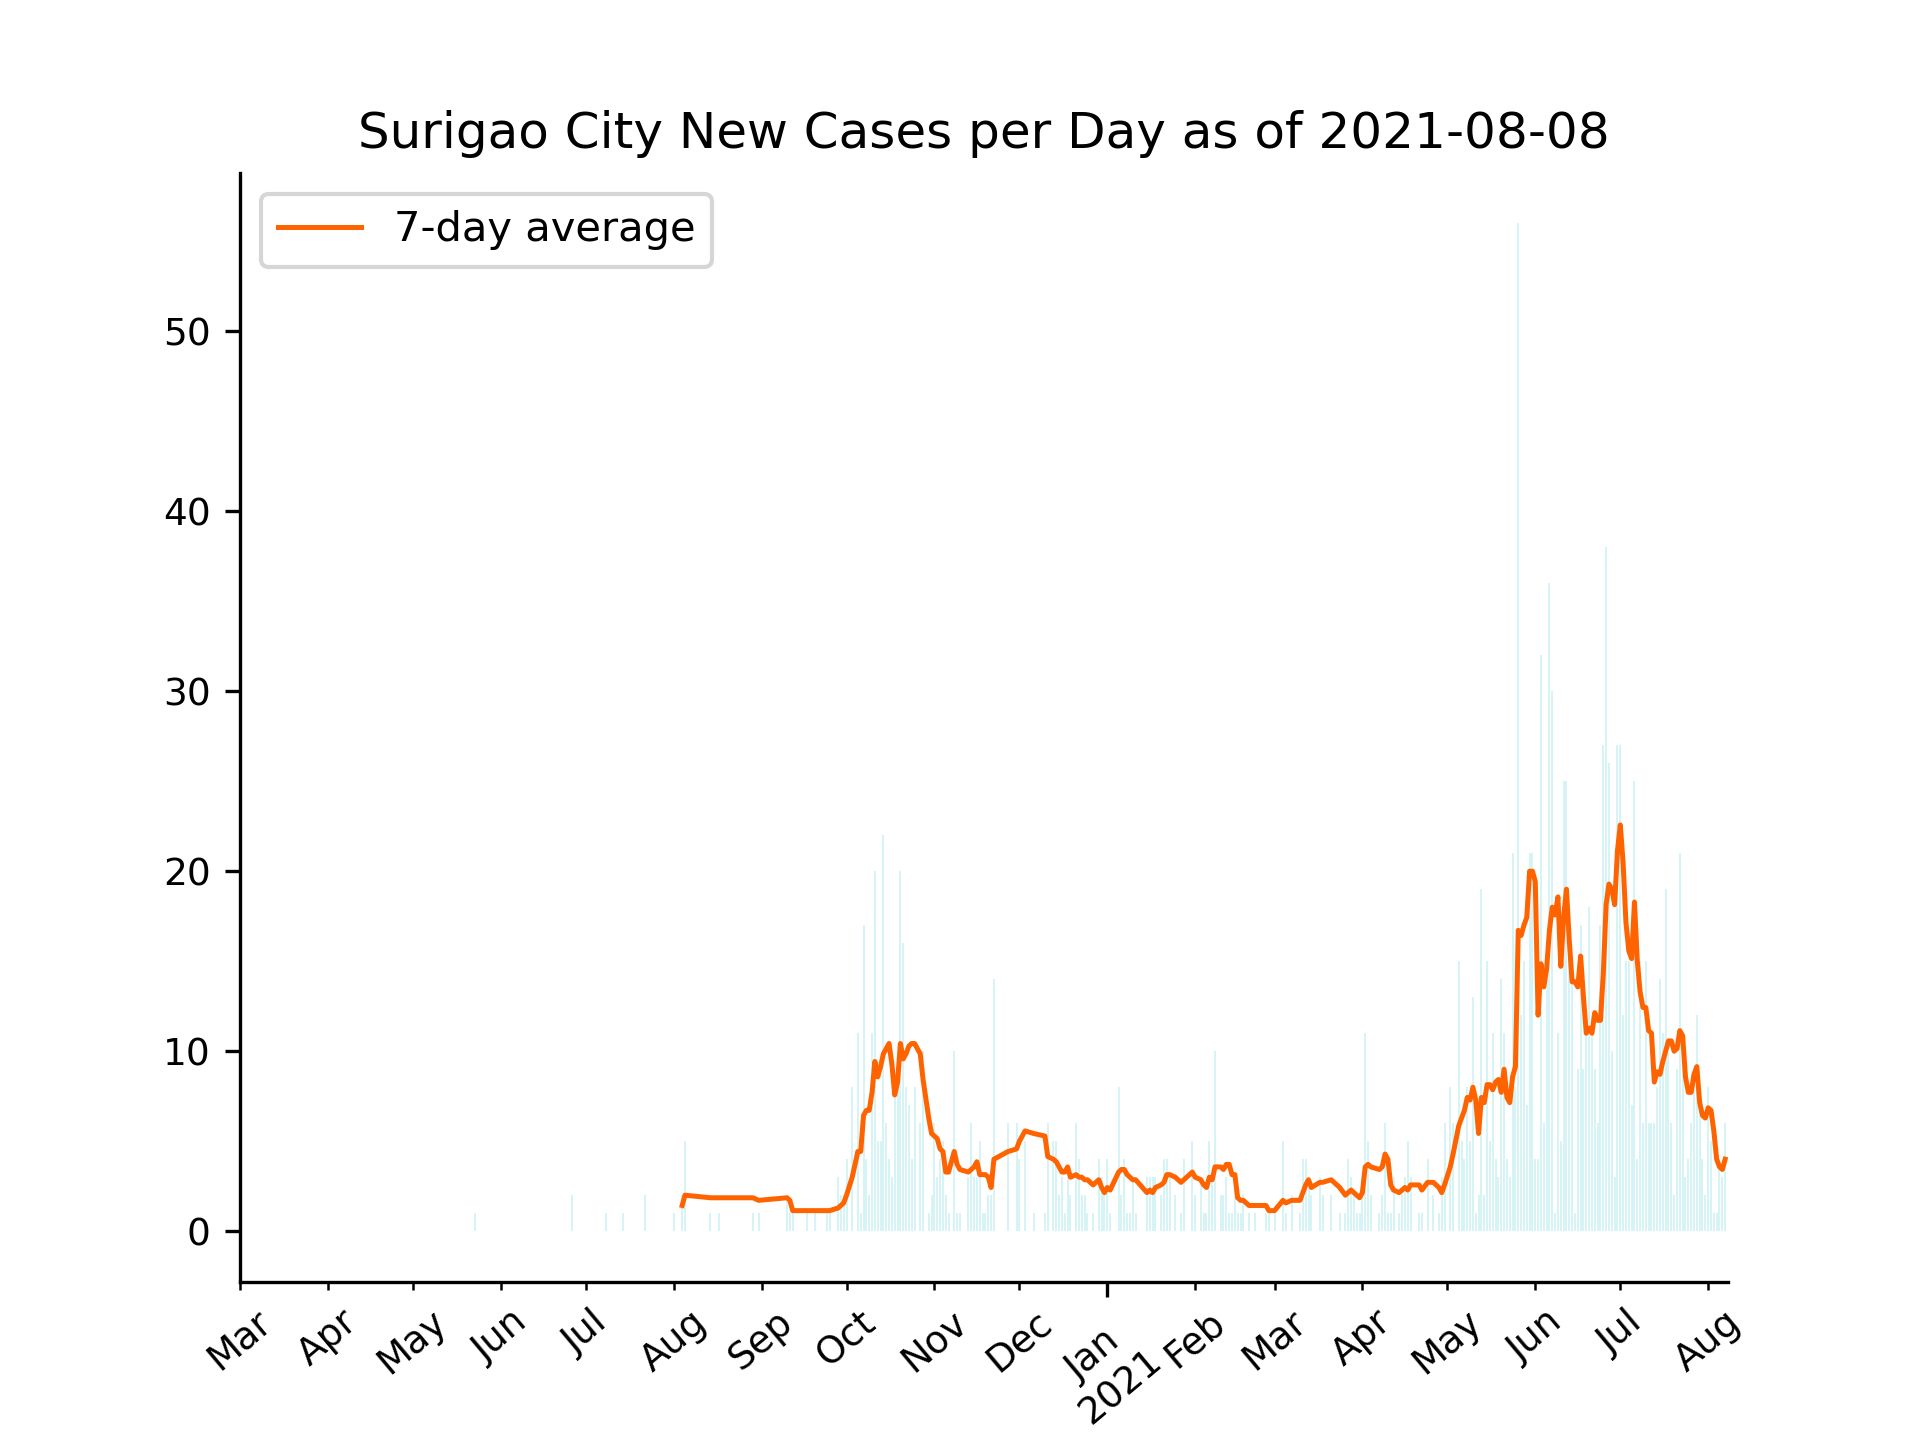 Surigao City New Cases per Day as of 2021-08-08
7-day average
50
40
30
20
10
0
Mar Apr May Jun Jul Aug Sep Oct Nov Dec Jan Feb Mar Apr May Jun Jul Aug
2021